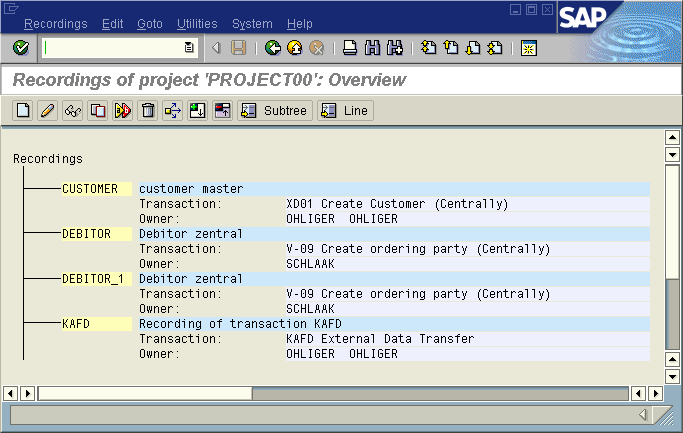 Recordings Edit Goto Utilities System Help
SAP
Recordings of project 'PROJECT00': Overview
Subtree Line
Recordings
CUSTOMER customer master
Transaction: XD01 Create Customer (Centrally)
Owner: OHLIGER OHLIGER
DEBITOR Debitor zentral
Transaction: V-09 Create ordering party (Centrally)
Owner: SCHLAAK
DEBITOR_1 Debitor zentral
Transaction: V-09 Create ordering party (Centrally)
Owner: SCHLAAK
KAFD Recording of transaction KAFD
Transaction: KAFD External Data Transfer
Owner: OHLIGER OHLIGER